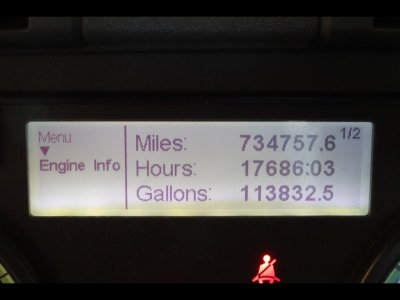 Menu
Engine Info
Miles: 734757.6 1/2
Hours: 17686:03
Gallons: 113832.5